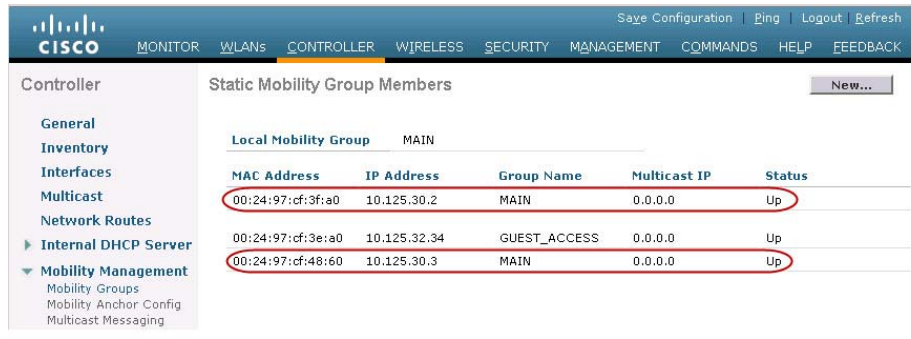 Save Configuration | Ping | Logout | Refresh
CISCO MONITOR WLANs CONTROLLER WIRELESS SECURITY MANAGEMENT COMMANDS HELP FEEDBACK
Controller
General
Inventory
Interfaces
Multicast
Network Routes
Internal DHCP Server
Mobility Management
Mobility Groups
Mobility Anchor Config
Multicast Messaging
Static Mobility Group Members
New...
Local Mobility Group MAIN
MAC Address IP Address Group Name Multicast IP Status
00:24:97:cf:3f:a0 10.125.30.2 MAIN 0.0.0.0 Up
00:24:97:cf:3e:a0 10.125.32.34 GUEST_ACCESS 0.0.0.0 Up
00:24:97:cf:48:60 10.125.30.3 MAIN 0.0.0.0 Up